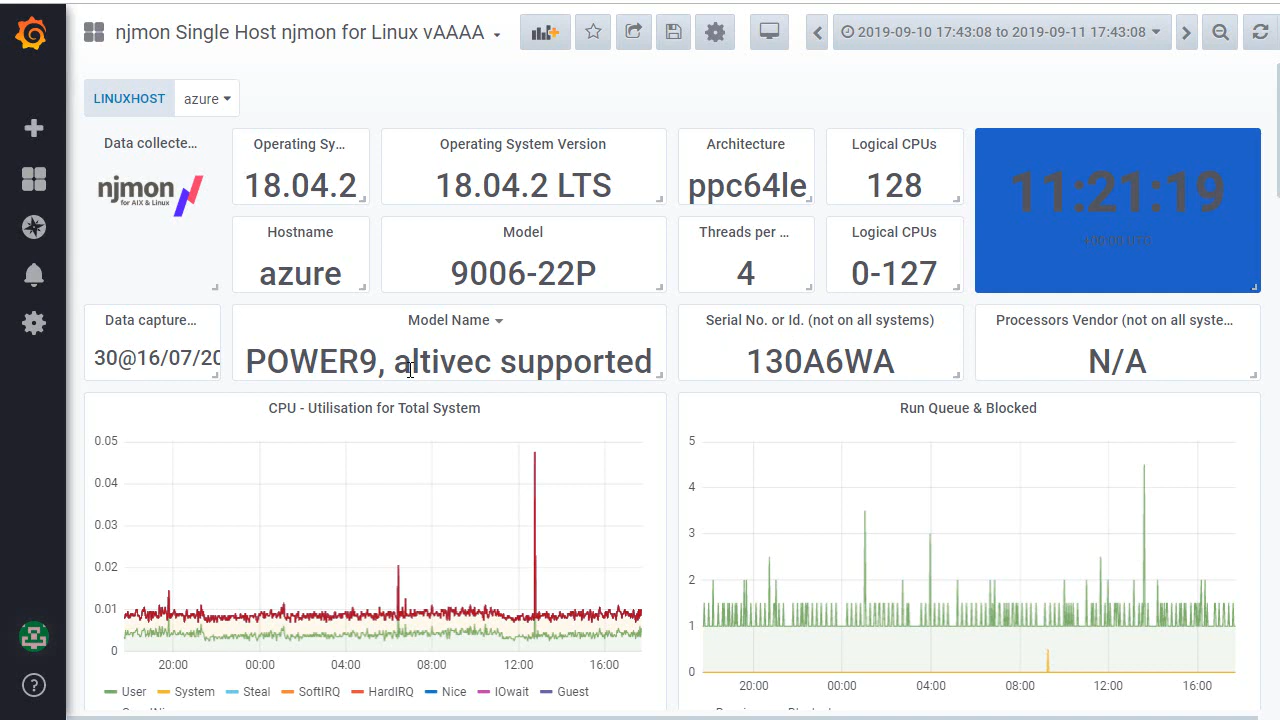 njmon Single Host njmon for Linux vAAAA
2019-09-10 17:43:08 to 2019-09-11 17:43:08
LINUXHOST azure
Data collecte...
njmon
for AIX & Linux
Operating Sy...
18.04.2
Operating System Version
18.04.2 LTS
Architecture
ppc64le
Logical CPUs
128
11:21:19
Hostname
azure
Model
9006-22P
Threads per ...
4
Logical CPUs
0-127
Data capture...
30@16/07/20
Model Name
POWER9, altivec supported
Serial No. or Id. (not on all systems)
130A6WA
Processors Vendor (not on all syste...
N/A
CPU - Utilisation for Total System
0.05
0.04
0.03
0.02
0.01
0
20:00 00:00 04:00 08:00 12:00 16:00
User System Steal SoftIRQ HardIRQ Nice IOwait Guest
Run Queue & Blocked
5
4
3
2
1
0
20:00 00:00 04:00 08:00 12:00 16:00